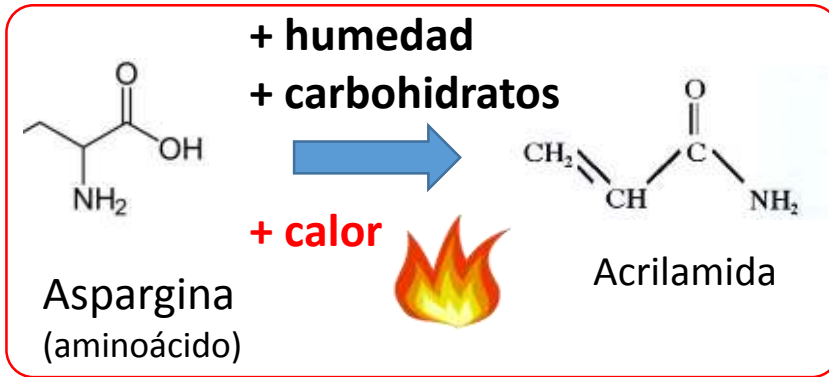 + humedad
+ carbohidratos
O
OH
NH2
+ calor
O
CH2
C
CH
NH2
Aspargina
(aminoácido)
Acrilamida